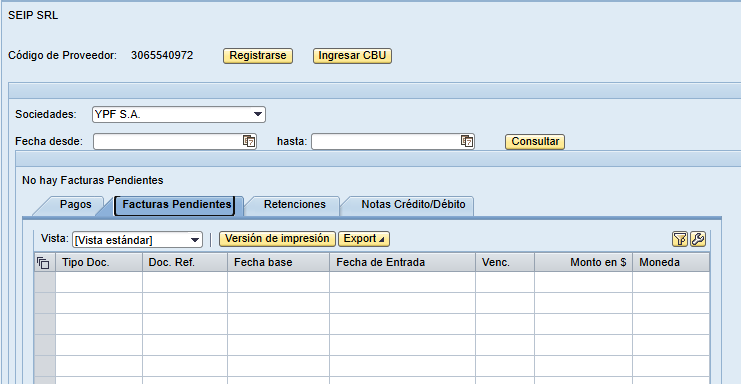 SEIP SRL
Código de Proveedor: 3065540972 Registrarse Ingresar CBU
Sociedades: YPF S.A.
Fecha desde: hasta: Consultar
No hay Facturas Pendientes
Pagos Facturas Pendientes Retenciones Notas Crédito/Débito
Vista: [Vista estándar] Versión de impresión Export
Tipo Doc. Doc. Ref. Fecha base Fecha de Entrada Venc. Monto en $ Moneda